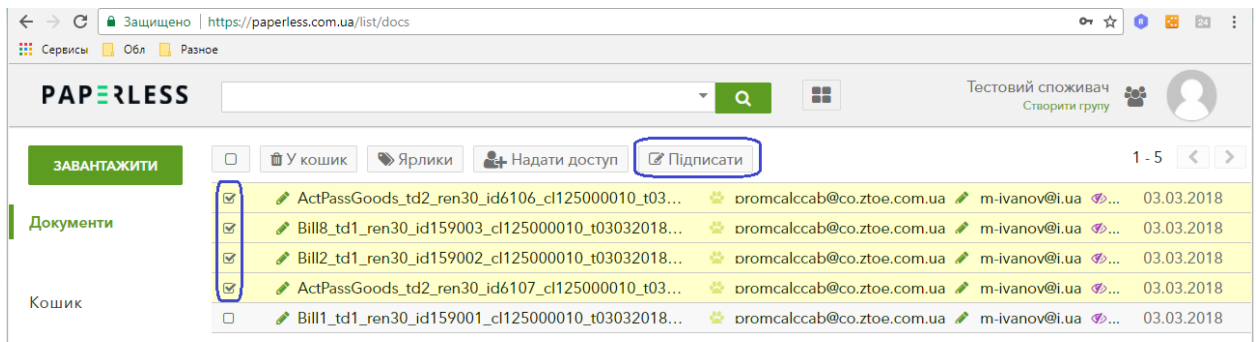 Защищено | https://paperless.com.ua/list/docs
24
Сервисы Обл Разное
PAPERLESS
Тестовий споживач
Створити групу
ЗАВАНТАЖИТИ
У кошик Ярлики Надати доступ Підписати 1 - 5
ActPassGoods_td2_ren30_id6106_cl125000010_t03... promcalccab@co.ztoe.com.ua m-ivanov@i.ua ... 03.03.2018
Документи
Bill8_td1_ren30_id159003_cl125000010_t03032018... promcalccab@co.ztoe.com.ua m-ivanov@i.ua ... 03.03.2018
Bill2_td1_ren30_id159002_cl125000010_t03032018... promcalccab@co.ztoe.com.ua m-ivanov@i.ua ... 03.03.2018
ActPassGoods_td2_ren30_id6107_cl125000010_t03... promcalccab@co.ztoe.com.ua m-ivanov@i.ua ... 03.03.2018
Кошик
Bill1_td1_ren30_id159001_cl125000010_t03032018... promcalccab@co.ztoe.com.ua m-ivanov@i.ua ... 03.03.2018